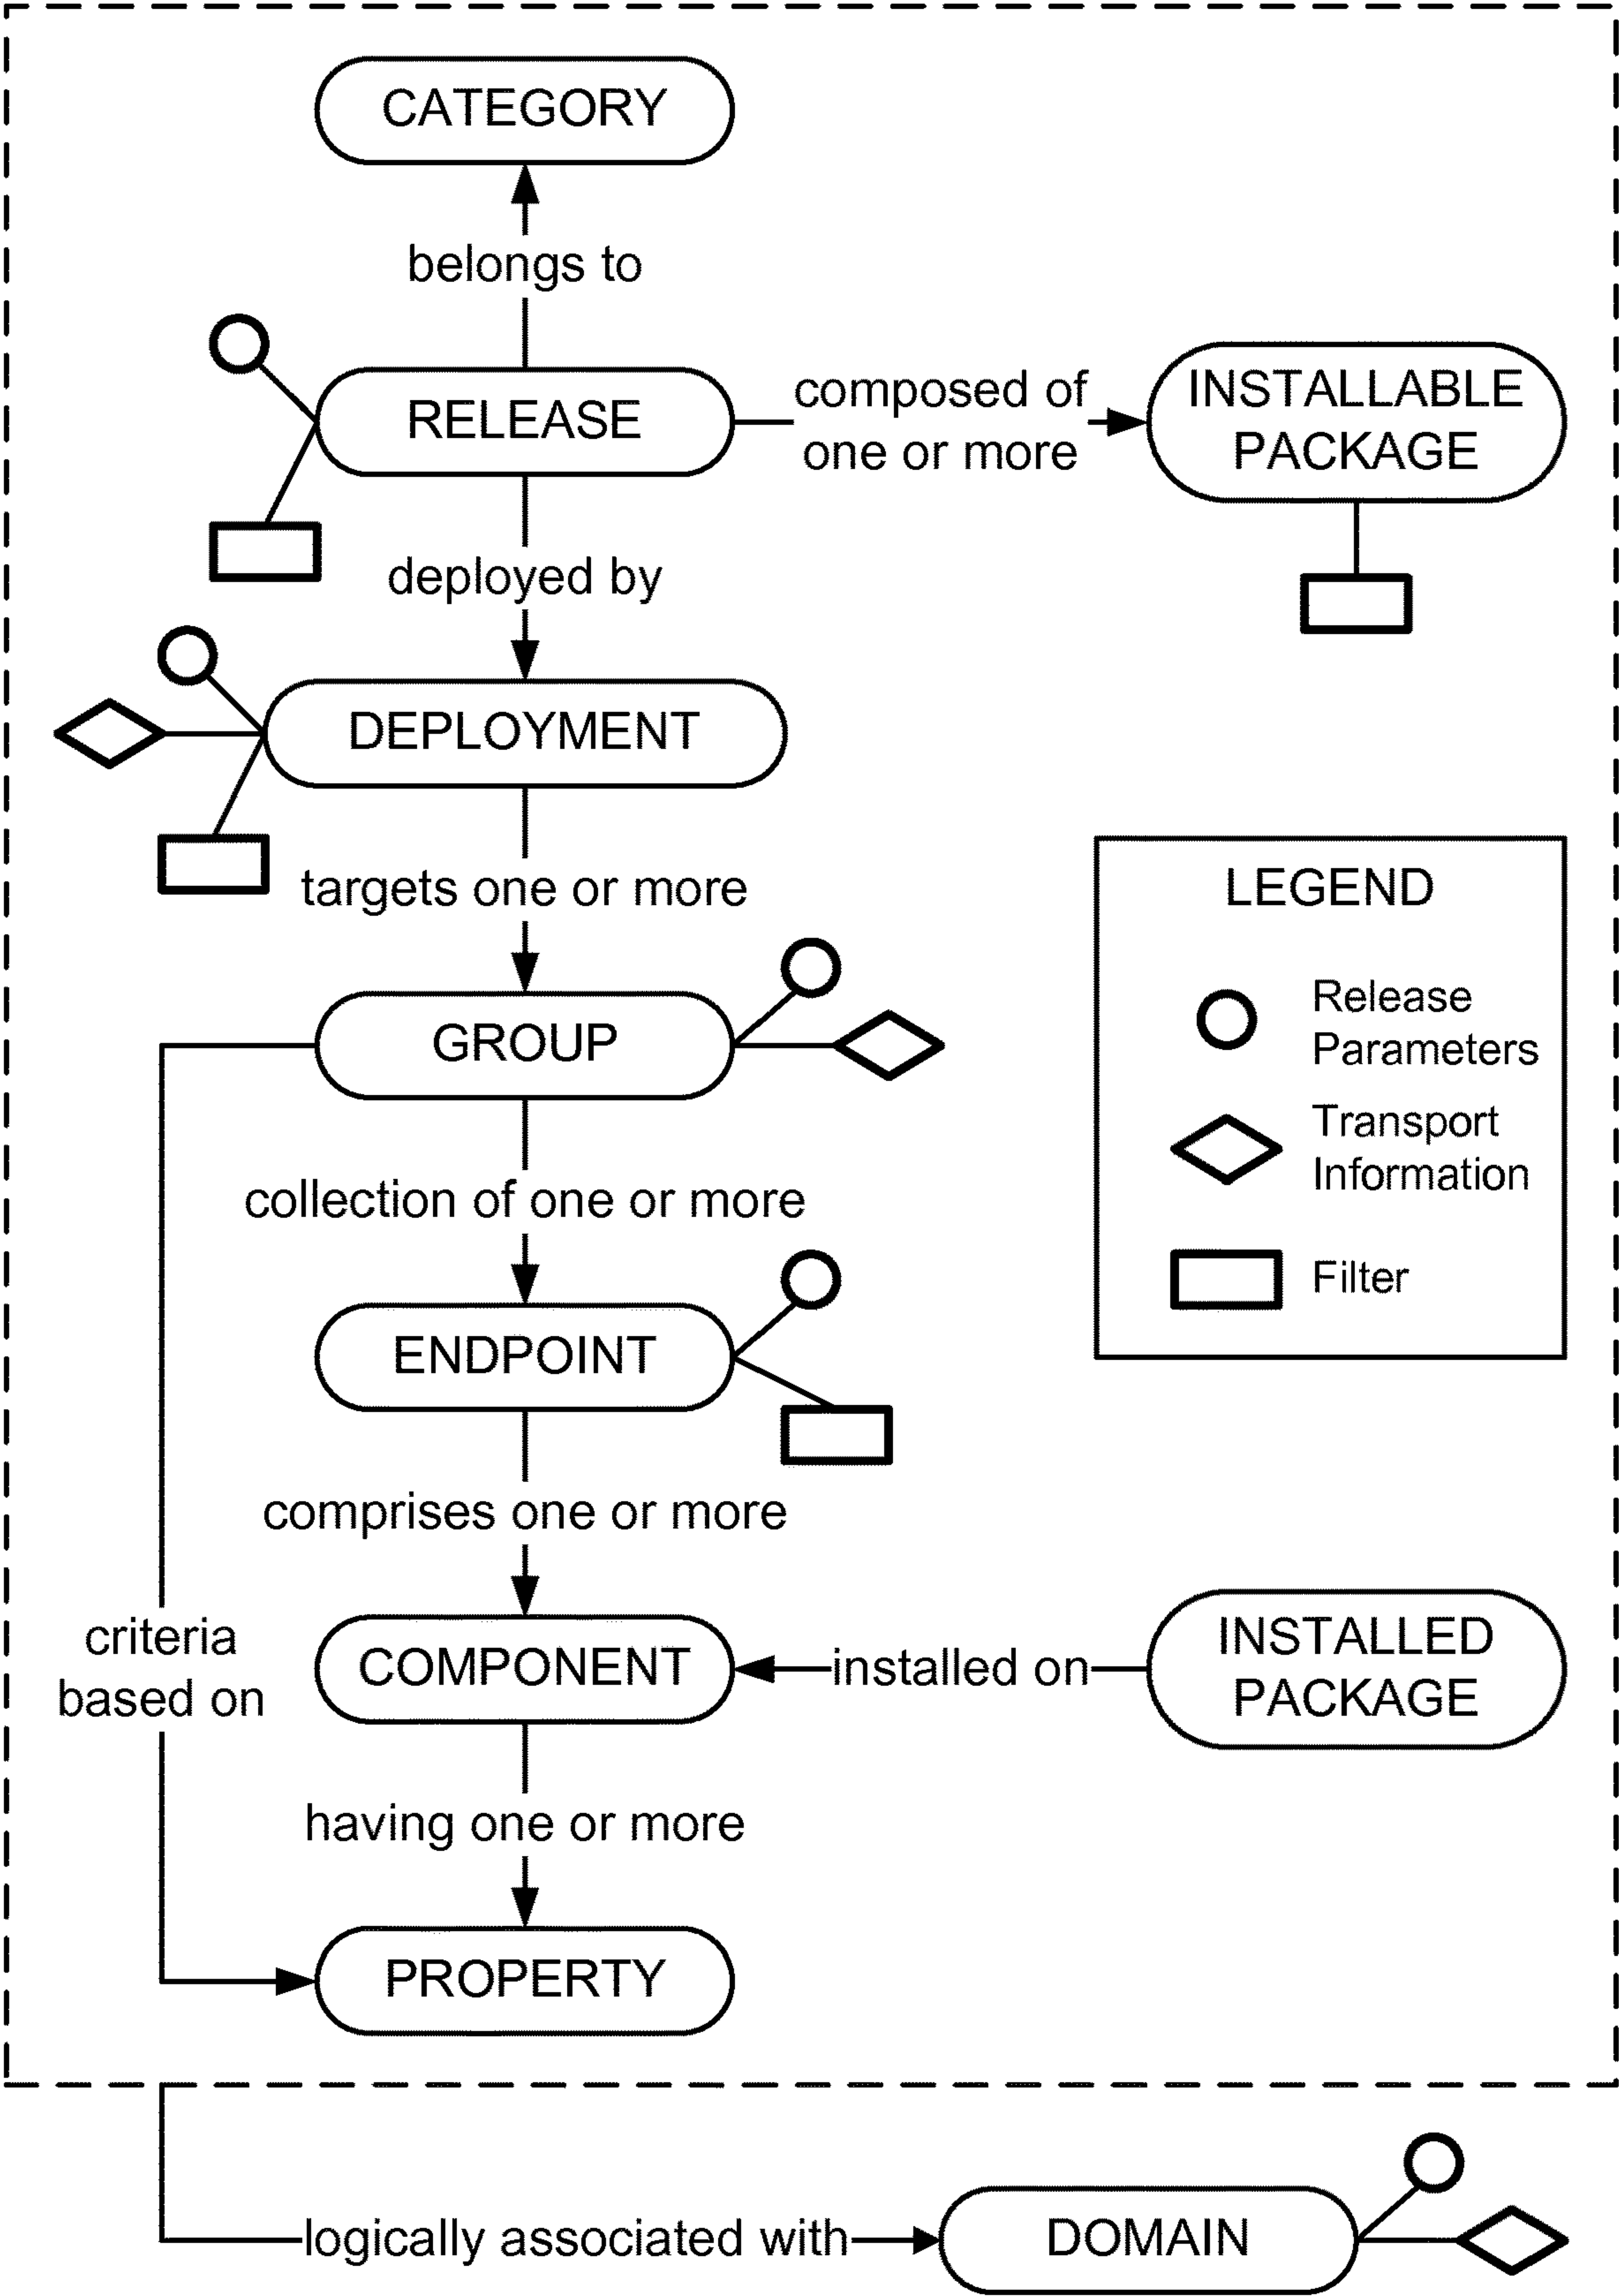 CATEGORY
belongs to
RELEASE
composed of
one or more
INSTALLABLE
PACKAGE
deployed by
DEPLOYMENT
targets one or more
GROUP
collection of one or more
ENDPOINT
comprises one or more
COMPONENT
installed on
INSTALLED
PACKAGE
criteria
based on
having one or more
PROPERTY
LEGEND
Release
Parameters
Transport
Information
Filter
logically associated with
DOMAIN